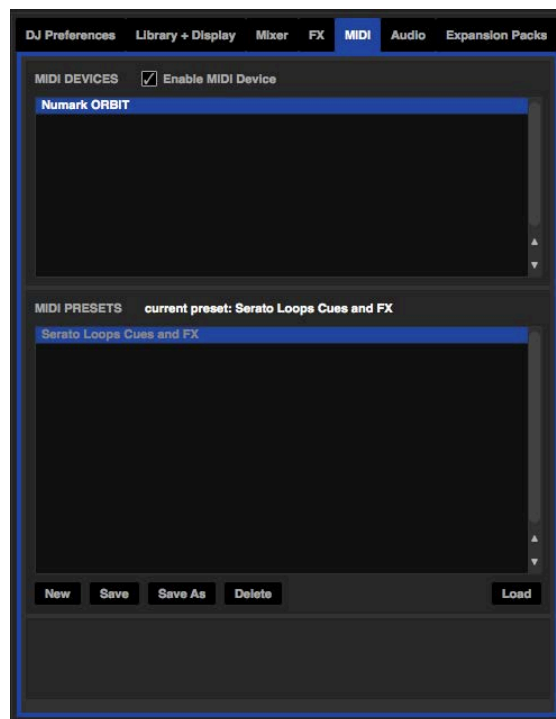 DJ Preferences Library + Display Mixer FX MIDI Audio Expansion Packs
MIDI DEVICES Enable MIDI Device
Numark ORBIT
MIDI PRESETS current preset: Serato Loops Cues and FX
Serato Loops Cues and FX
New Save Save As Delete Load